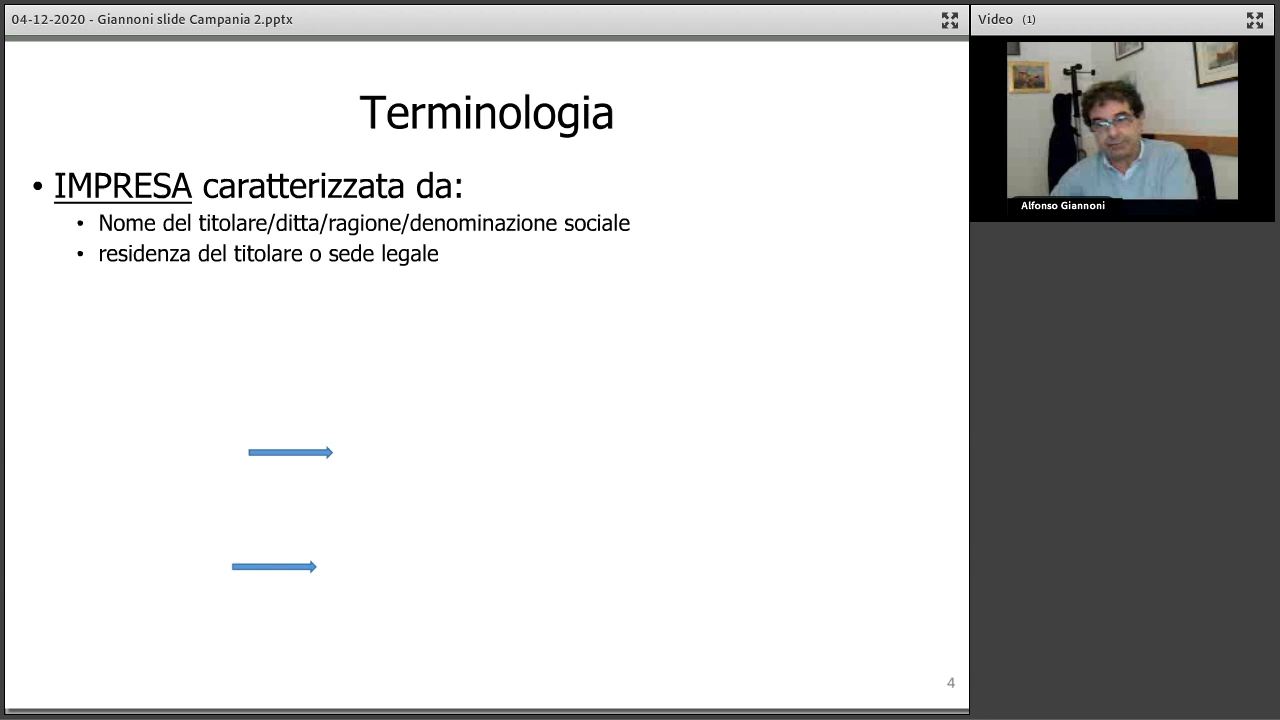 04-12-2020 - Giannoni slide Campania 2.pptx
Video (1)
Alfonso Giannoni
Terminologia
• IMPRESA caratterizzata da:
• Nome del titolare/ditta/ragione/denominazione sociale
• residenza del titolare o sede legale
4